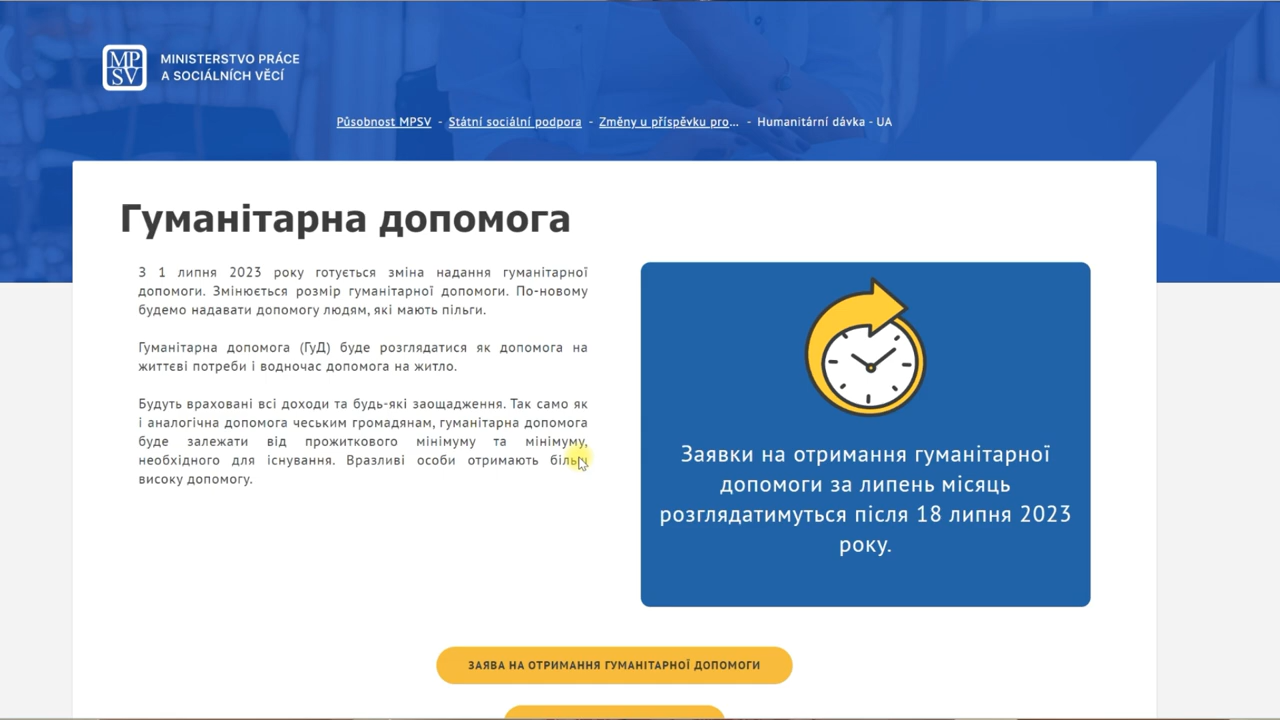 MP
SV
MINISTERSTVO PRÁCE
A SOCIÁLNÍCH VĚCÍ
Působnost MPSV - Státní sociální podpora - Změny u příspěvku pro... - Humanitární dávka - UA
Гуманітарна допомога
З 1 липня 2023 року готується зміна надання гуманітарної
допомоги. Змінюється розмір гуманітарної допомоги. По-новому
будемо надавати допомогу людям, які мають пільги.
Гуманітарна допомога (ГуД) буде розглядатися як допомога на
життєві потреби і водночас допомога на житло.
Будуть враховані всі доходи та будь-які заощадження. Так само як
і аналогічна допомога чеським громадянам, гуманітарна допомога
буде залежати від прожиткового мінімуму та мінімуму,
необхідного для існування. Вразливі особи отримають більш
високу допомогу.
Заявки на отримання гуманітарної
допомоги за липень місяць
розглядатимуться після 18 липня 2023
року.
ЗАЯВА НА ОТРИМАННЯ ГУМАНІТАРНОЇ ДОПОМОГИ